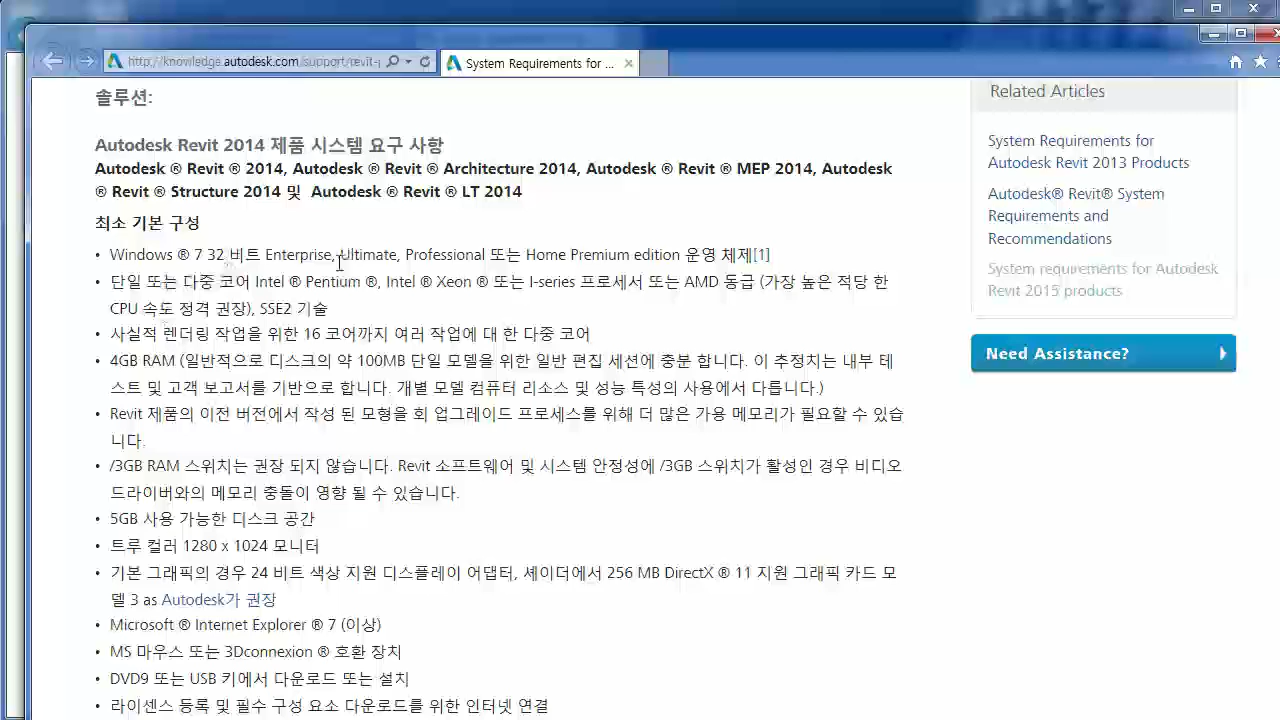 http://knowledge.autodesk.com/support/revit-p
System Requirements for ...
솔루션:
Autodesk Revit 2014 제품 시스템 요구 사항
Autodesk ® Revit ® 2014, Autodesk ® Revit ® Architecture 2014, Autodesk ® Revit ® MEP 2014, Autodesk
® Revit ® Structure 2014 및 Autodesk ® Revit ® LT 2014
최소 기본 구성
• Windows ® 7 32 비트 Enterprise, Ultimate, Professional 또는 Home Premium edition 운영 체제[1]
• 단일 또는 다중 코어 Intel ® Pentium ®, Intel ® Xeon ® 또는 I-series 프로세서 또는 AMD 동급 (가장 높은 적당 한
CPU 속도 정격 권장), SSE2 기술
• 사실적 렌더링 작업을 위한 16 코어까지 여러 작업에 대 한 다중 코어
• 4GB RAM (일반적으로 디스크의 약 100MB 단일 모델을 위한 일반 편집 세션에 충분 합니다. 이 추정치는 내부 테
스트 및 고객 보고서를 기반으로 합니다. 개별 모델 컴퓨터 리소스 및 성능 특성의 사용에서 다릅니다.)
• Revit 제품의 이전 버전에서 작성 된 모형을 회 업그레이드 프로세스를 위해 더 많은 가용 메모리가 필요할 수 있습
니다.
• /3GB RAM 스위치는 권장 되지 않습니다. Revit 소프트웨어 및 시스템 안정성에 /3GB 스위치가 활성인 경우 비디오
드라이버와의 메모리 충돌이 영향 될 수 있습니다.
• 5GB 사용 가능한 디스크 공간
• 트루 컬러 1280 x 1024 모니터
• 기본 그래픽의 경우 24 비트 색상 지원 디스플레이 어댑터, 셰이더에서 256 MB DirectX ® 11 지원 그래픽 카드 모
델 3 as Autodesk가 권장
• Microsoft ® Internet Explorer ® 7 (이상)
• MS 마우스 또는 3Dconnexion ® 호환 장치
• DVD9 또는 USB 키에서 다운로드 또는 설치
• 라이센스 등록 및 필수 구성 요소 다운로드를 위한 인터넷 연결
Related Articles
System Requirements for
Autodesk Revit 2013 Products
Autodesk® Revit® System
Requirements and
Recommendations
System requirements for Autodesk
Revit 2015 products
Need Assistance?